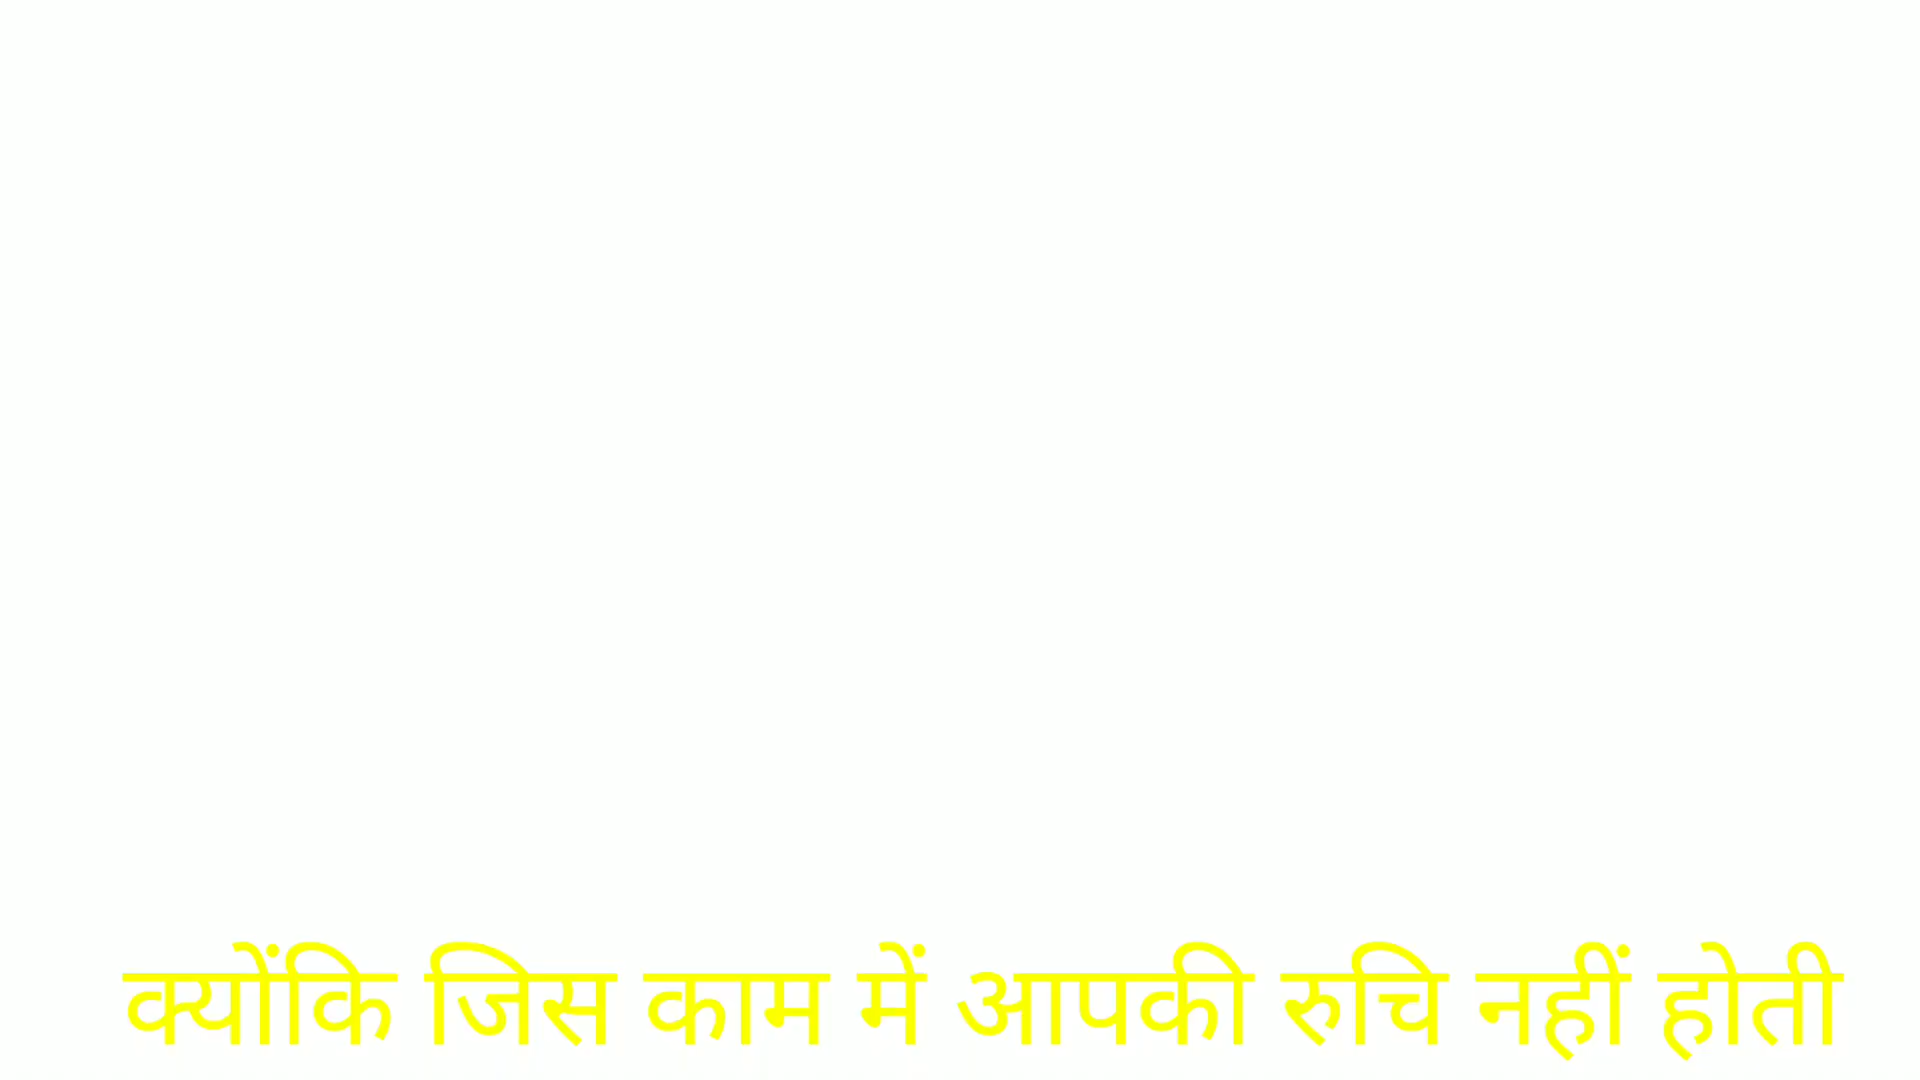 क्योंकि जिस काम में आपकी रुचि नहीं होती